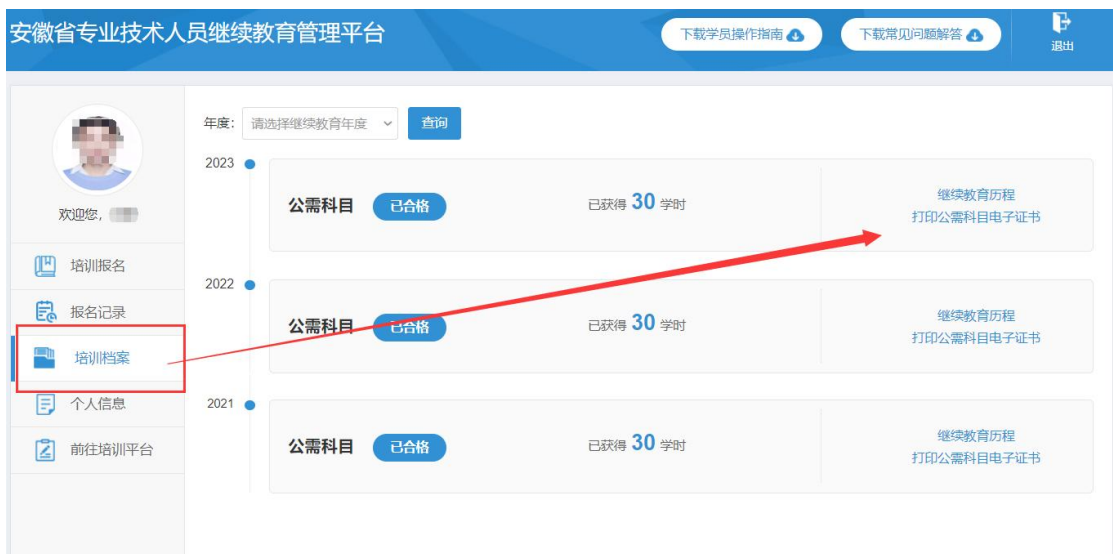 安徽省专业技术人员继续教育管理平台
下载学员操作指南
下载常见问题解答
退出
欢迎您,
培训报名
报名记录
培训档案
个人信息
前往培训平台
年度: 请选择继续教育年度 查询
2023
公需科目 已合格 已获得 30 学时
继续教育历程
打印公需科目电子证书
2022
公需科目 已合格 已获得 30 学时
继续教育历程
打印公需科目电子证书
2021
公需科目 已合格 已获得 30 学时
继续教育历程
打印公需科目电子证书